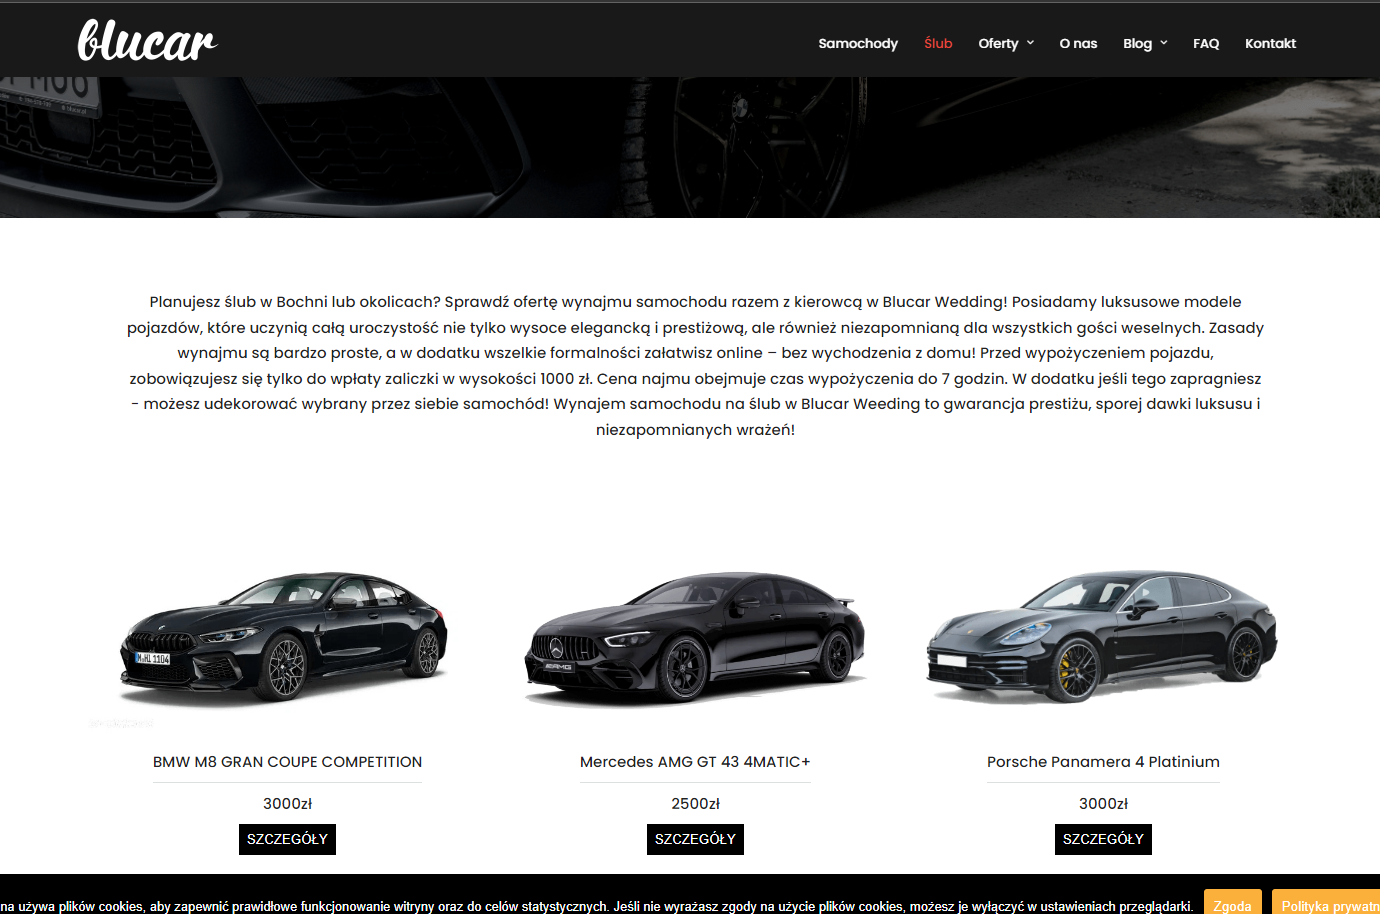 blucar
Samochody Ślub Oferty O nas Blog FAQ Kontakt
Planujesz ślub w Bochni lub okolicach? Sprawdź ofertę wynajmu samochodu razem z kierowcą w Blucar Wedding! Posiadamy luksusowe modele
pojazdów, które uczynią całą uroczystość nie tylko wysoce elegancką i prestiżową, ale również niezapomnianą dla wszystkich gości weselnych. Zasady
wynajmu są bardzo proste, a w dodatku wszelkie formalności załatwisz online – bez wychodzenia z domu! Przed wypożyczeniem pojazdu,
zobowiązujesz się tylko do wpłaty zaliczki w wysokości 1000 zł. Cena najmu obejmuje czas wypożyczenia do 7 godzin. W dodatku jeśli tego zapragniesz
- możesz udekorować wybrany przez siebie samochód! Wynajem samochodu na ślub w Blucar Weeding to gwarancja prestiżu, sporej dawki luksusu i
niezapomnianych wrażeń!
M HI 1104
AMG
BMW M8 GRAN COUPE COMPETITION
3000zł
SZCZEGÓŁY
Mercedes AMG GT 43 4MATIC+
2500zł
SZCZEGÓŁY
Porsche Panamera 4 Platinium
3000zł
SZCZEGÓŁY
na używa plików cookies, aby zapewnić prawidłowe funkcjonowanie witryny oraz do celów statystycznych. Jeśli nie wyrażasz zgody na użycie plików cookies, możesz je wyłączyć w ustawieniach przeglądarki. Zgoda Polityka prywatn